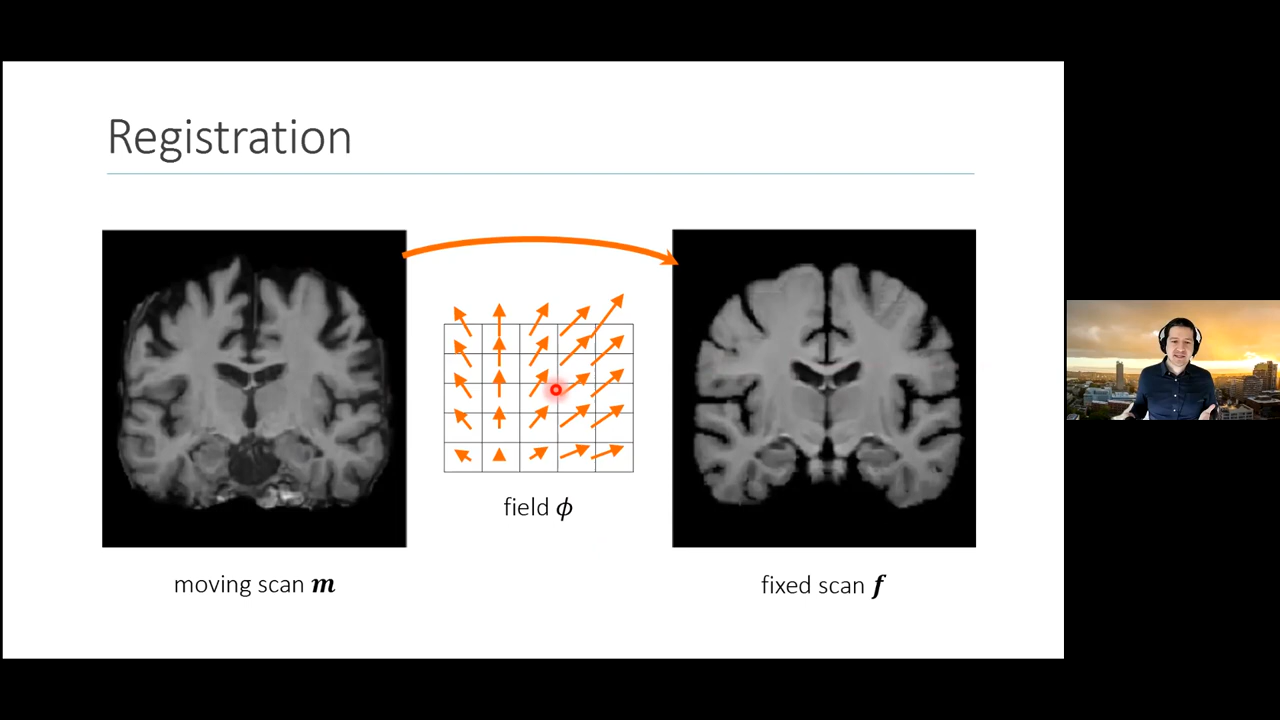 Registration
field ϕ
moving scan m
fixed scan f